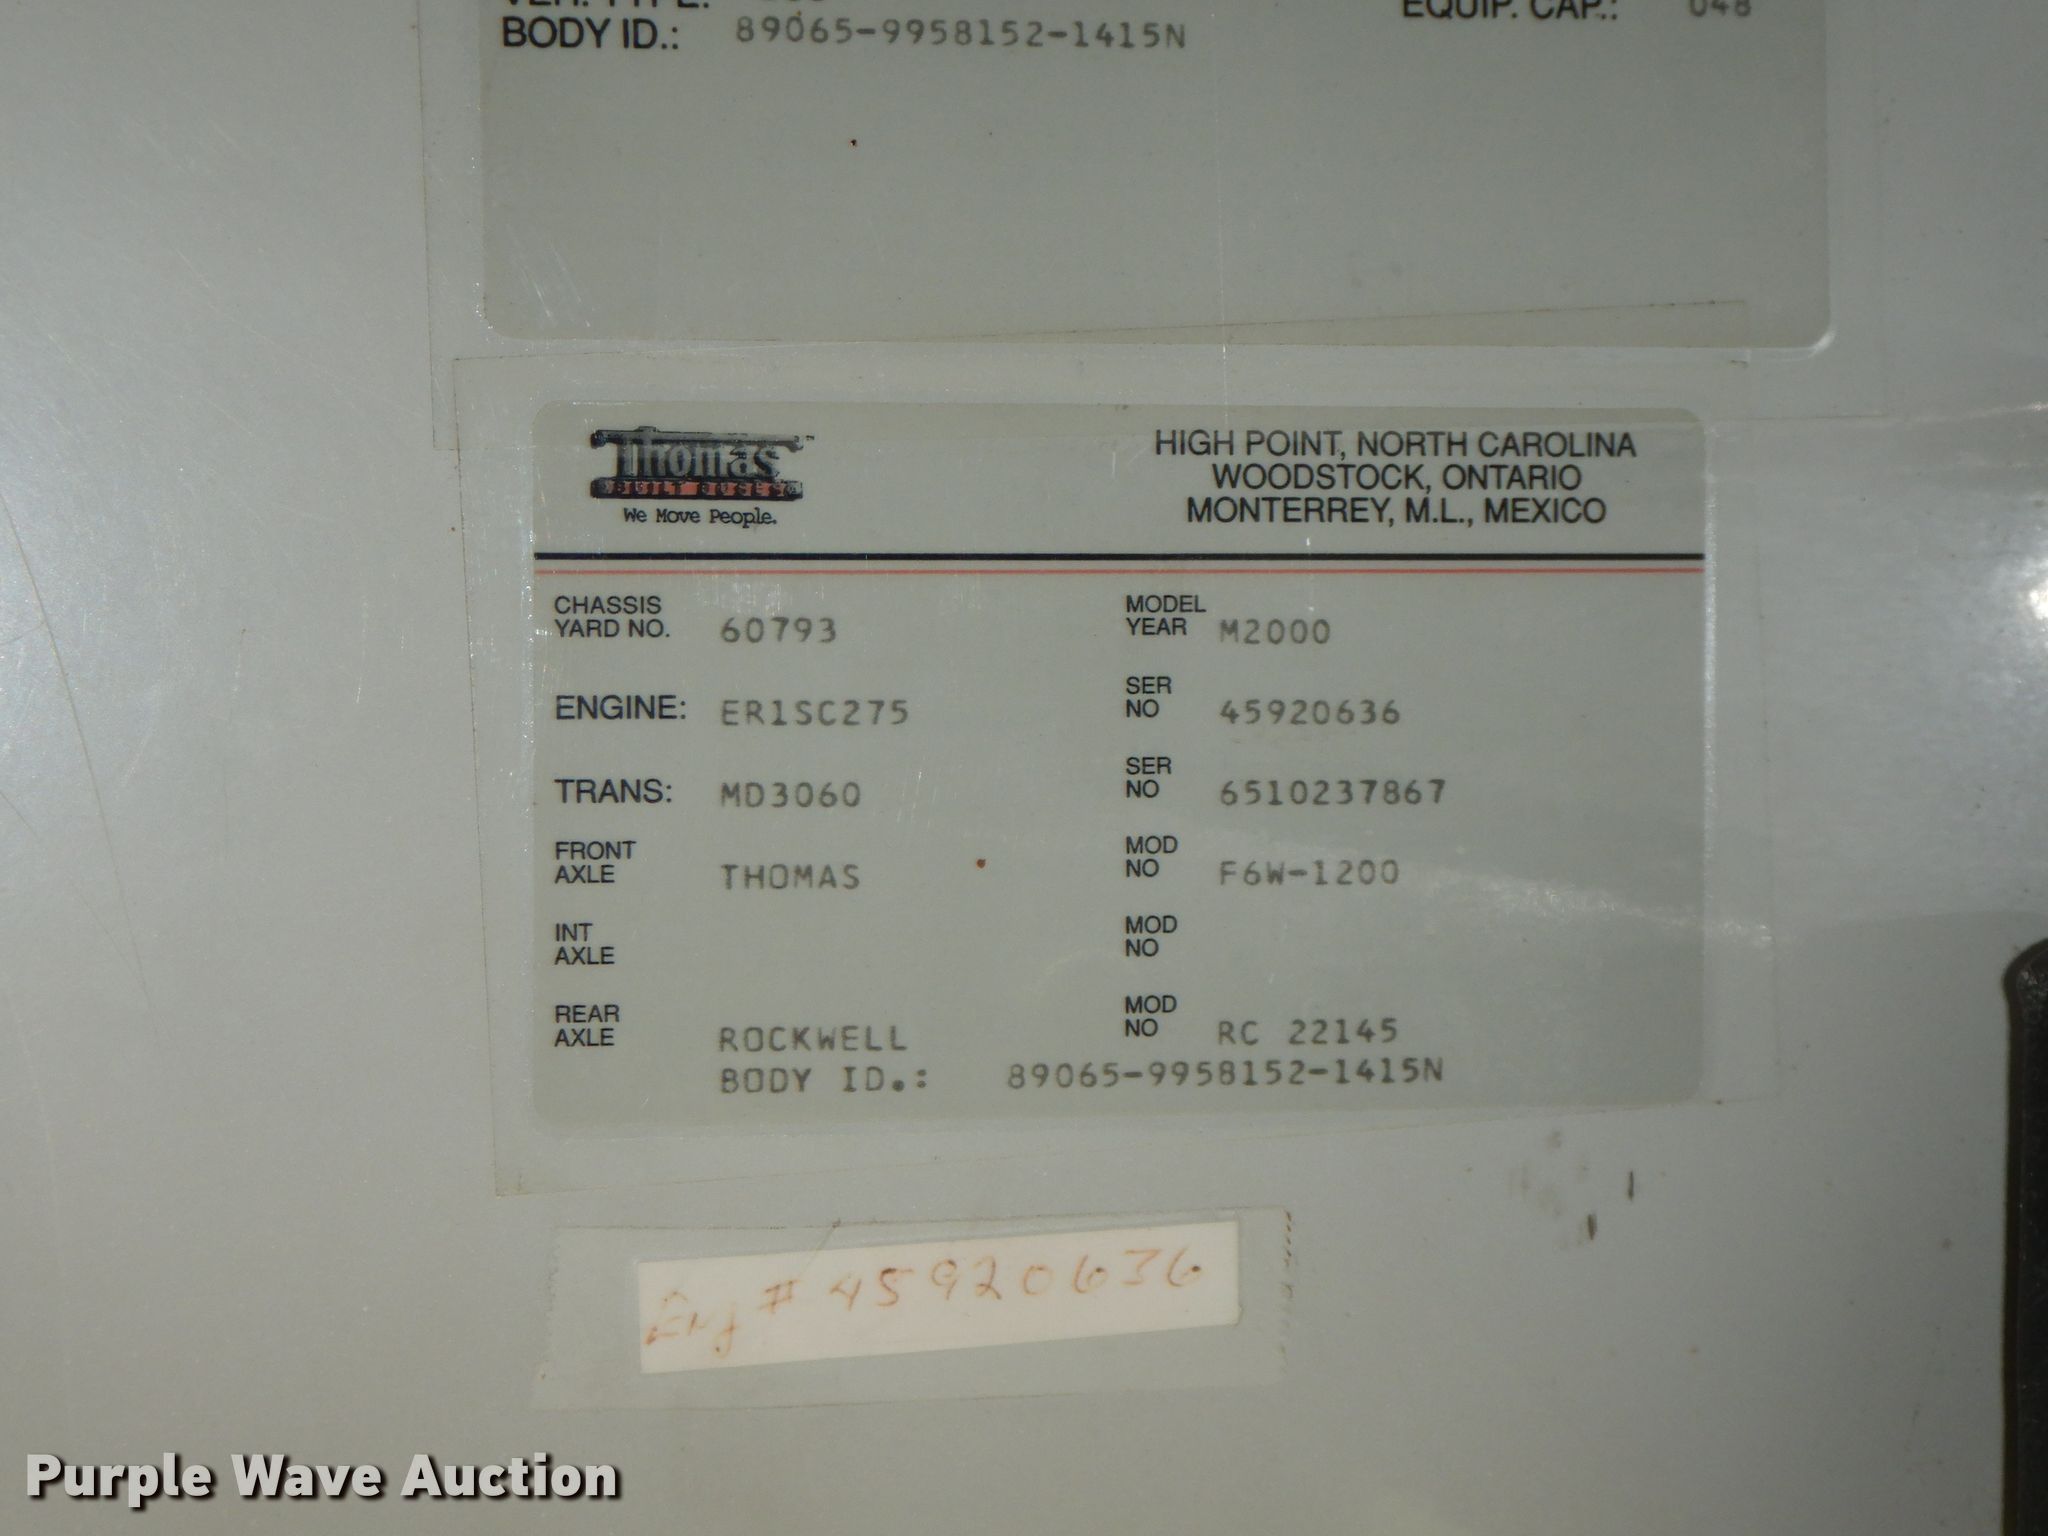 BODY ID.: 89065-9958152-1415N
EQUIP. CAP.: 048
Thomas
BUILT BUSES
We Move People.
HIGH POINT, NORTH CAROLINA
WOODSTOCK, ONTARIO
MONTERREY, M.L., MEXICO
CHASSIS YARD NO. 60793
MODEL YEAR M2000
ENGINE: ER1SC275
SER NO 45920636
TRANS: MD3060
SER NO 6510237867
FRONT AXLE THOMAS
MOD NO F6W-1200
INT AXLE
MOD NO
REAR AXLE ROCKWELL
MOD NO RC 22145
BODY ID.: 89065-9958152-1415N
Eng # 45920636
Purple Wave Auction